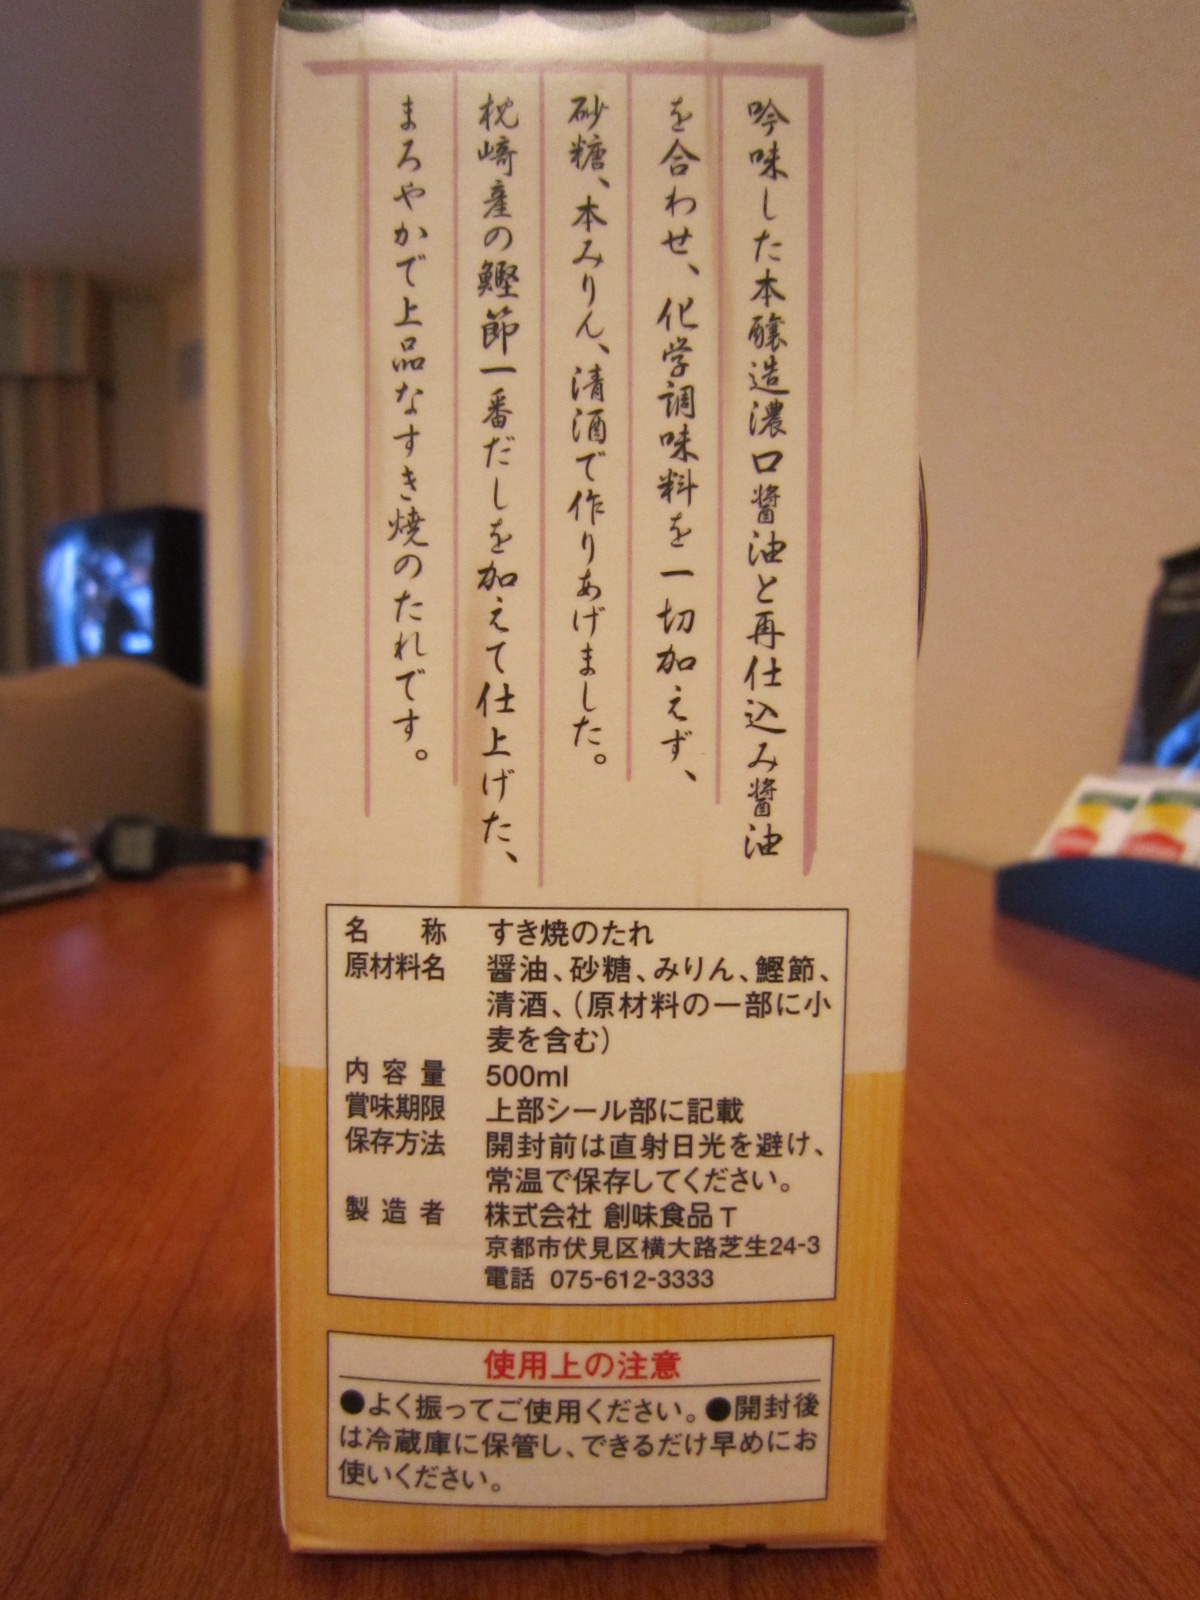 吟味した本醸造濃口醤油と再仕込み醤油
を合わせ、化学調味料を一切加えず、
砂糖、本みりん、清酒で作りあげました。
枕崎産の鰹節一番だしを加えて仕上げた、
まろやかで上品なすき焼のたれです。
名称 すき焼のたれ
原材料名 醤油、砂糖、みりん、鰹節、
清酒、(原材料の一部に小
麦を含む)
内容量 500ml
賞味期限 上部シール部に記載
保存方法 開封前は直射日光を避け、
常温で保存してください。
製造者 株式会社 創味食品 T
京都市伏見区横大路芝生24-3
電話 075-612-3333
使用上の注意
●よく振ってご使用ください。●開封後
は冷蔵庫に保管し、できるだけ早めにお
使いください。